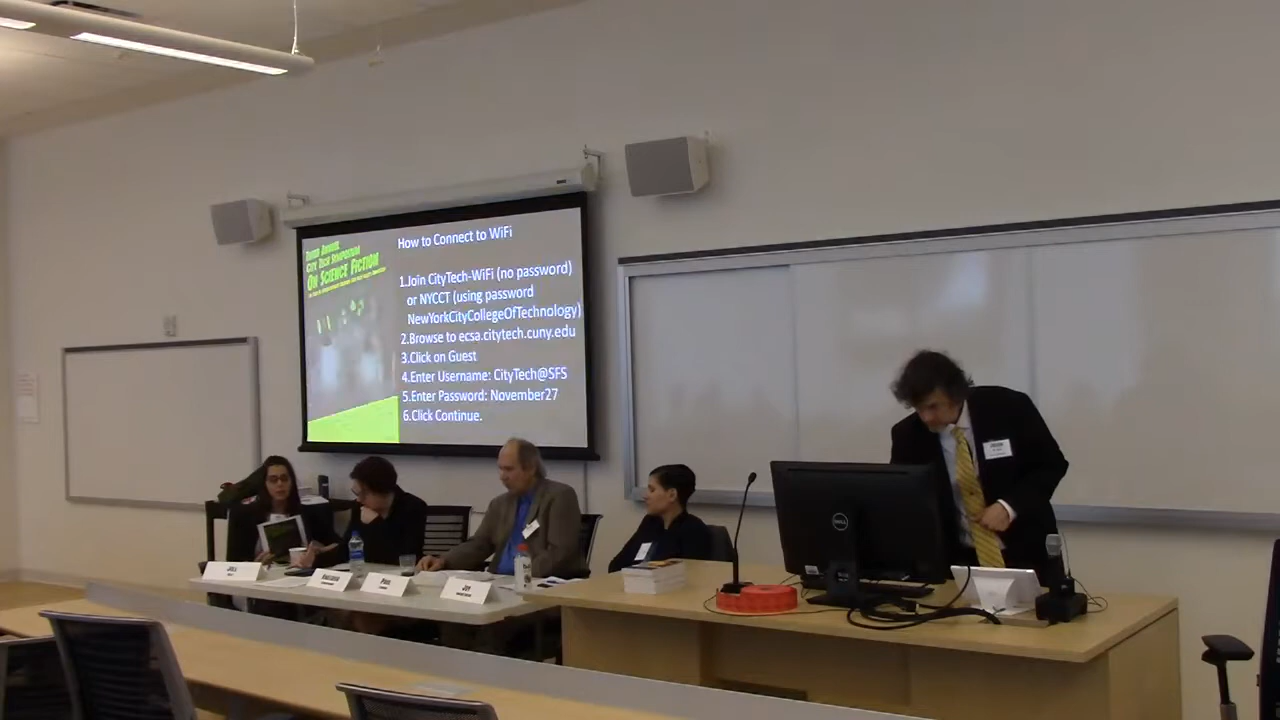 THIRD ANNUAL
CITY TECH SYMPOSIUM
ON SCIENCE FICTION
How to Connect to WiFi
1.Join CityTech-WiFi (no password)
or NYCCT (using password
NewYorkCityCollegeOfTechnology)
2.Browse to ecsa.citytech.cuny.edu
3.Click on Guest
4.Enter Username: CityTech@SFS
5.Enter Password: November27
6.Click Continue.
DELL